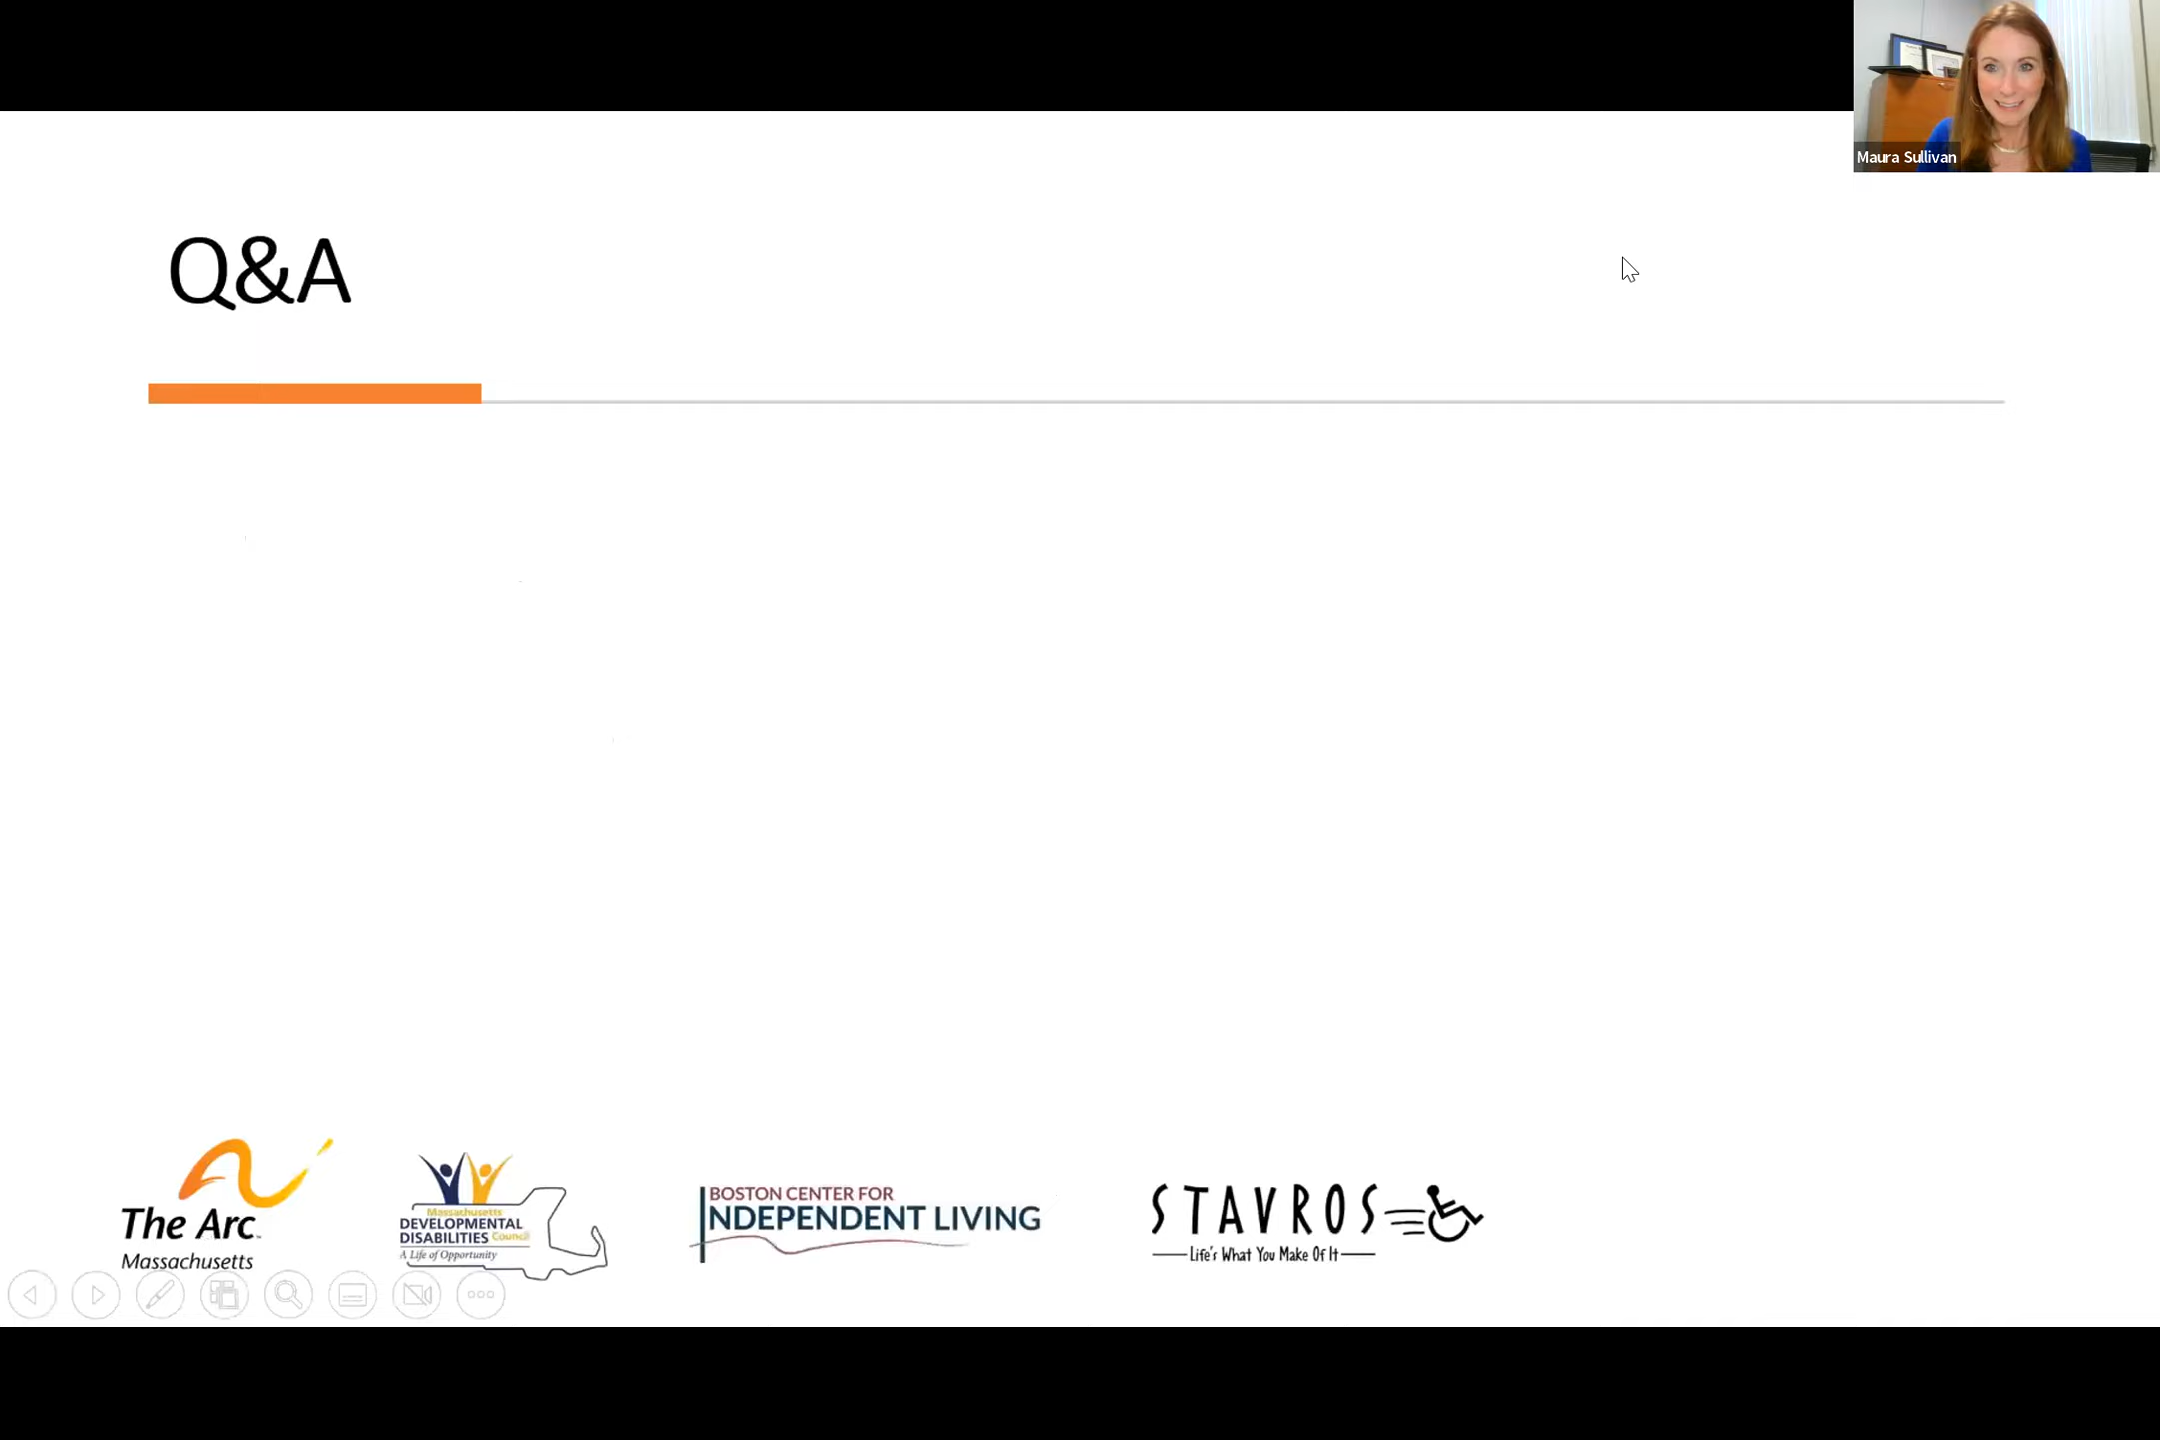 Maura Sullivan
Q&A
The Arc
Massachusetts
Massachusetts
DEVELOPMENTAL
DISABILITIES Council
A Life of Opportunity
BOSTON CENTER FOR
INDEPENDENT LIVING
STAVROS
Life's What You Make Of It